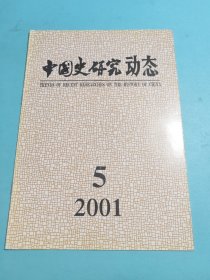 中国史研究动态
TRENDS OF RECENT RESEARCHES ON THE HISTORY OF CHINA
5
2001